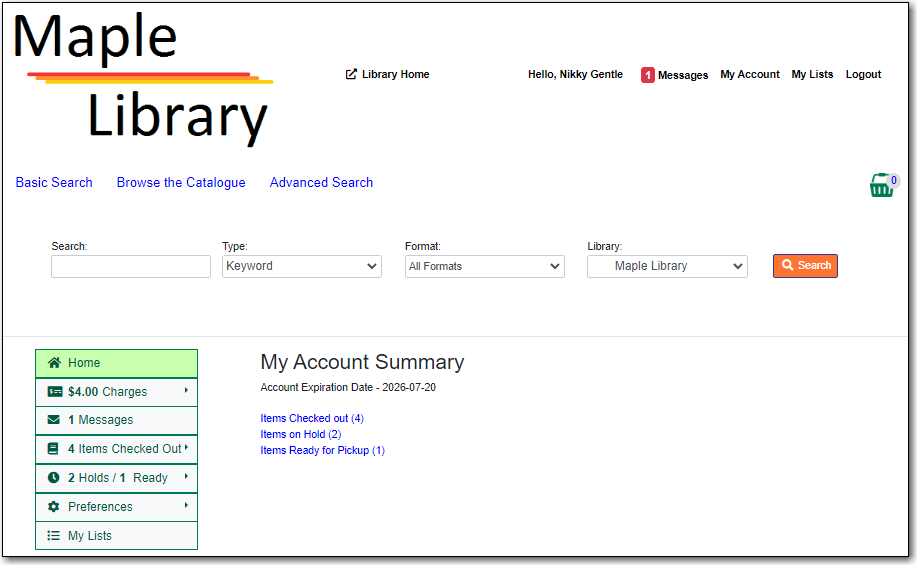 Maple
Library
Library Home
Hello, Nikky Gentle
1 Messages
My Account
My Lists
Logout
Basic Search
Browse the Catalogue
Advanced Search
0
Search:
Type:
Format:
Library:
Keyword
All Formats
Maple Library
Search
Home
$4.00 Charges
1 Messages
4 Items Checked Out
2 Holds / 1 Ready
Preferences
My Lists
My Account Summary
Account Expiration Date - 2026-07-20
Items Checked out (4)
Items on Hold (2)
Items Ready for Pickup (1)